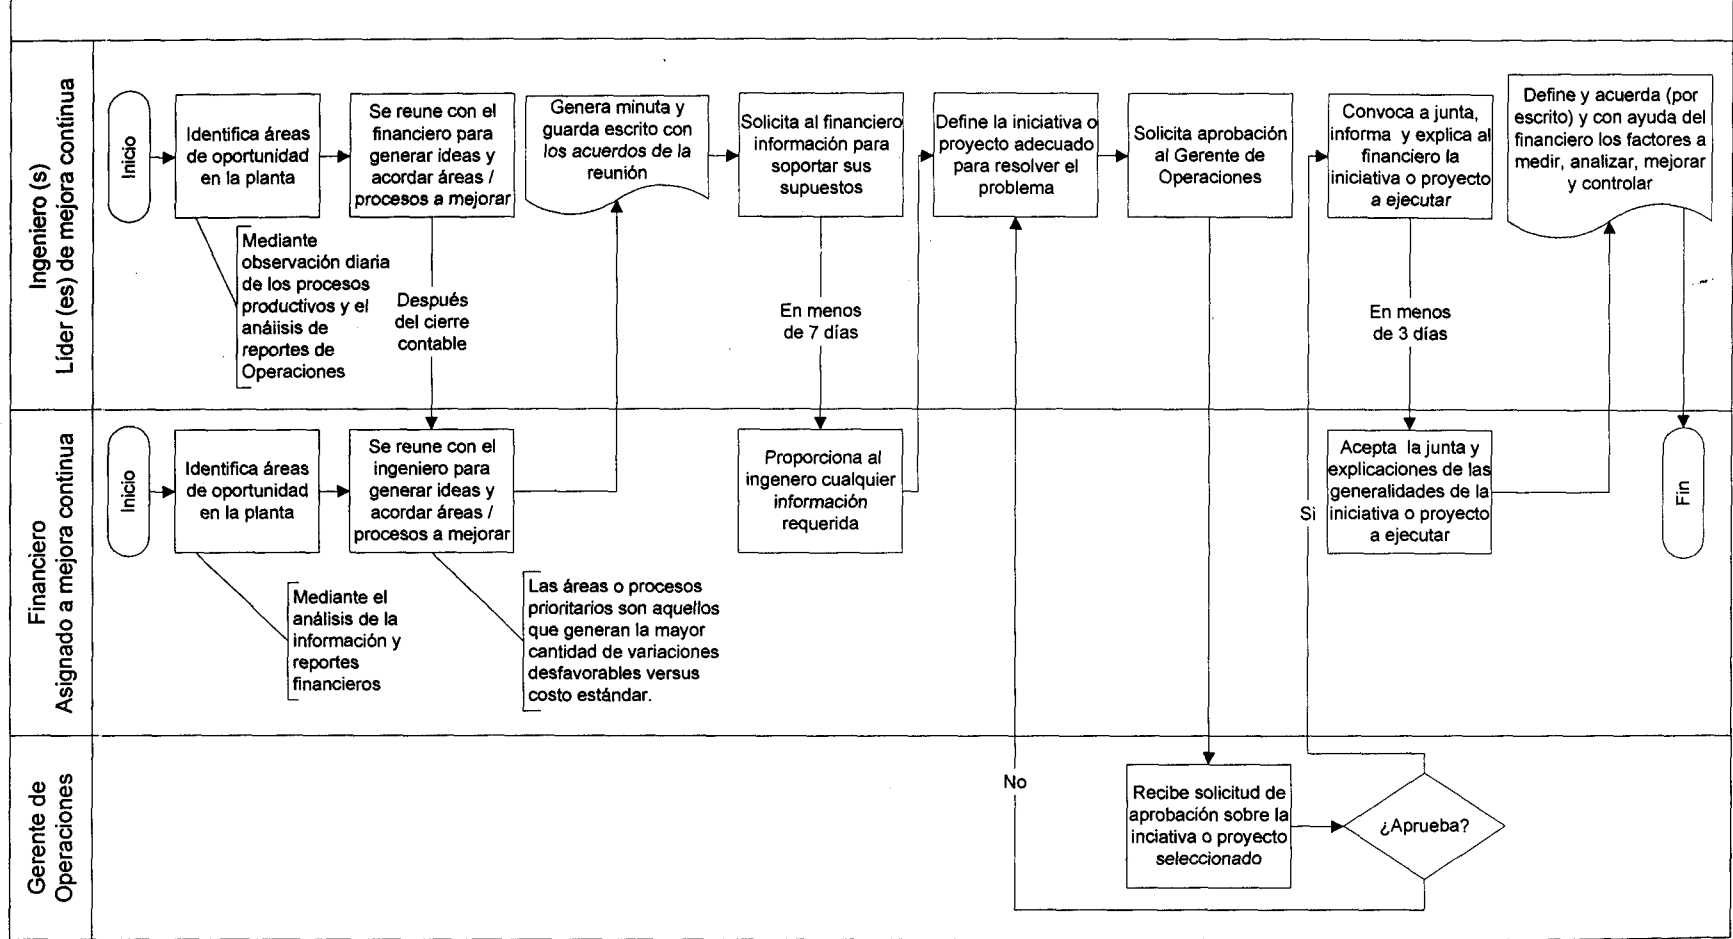 Ingeniero (s)
Líder (es) de mejora continua
Inicio
Identifica áreas
de oportunidad
en la planta
Se reune con el
financiero para
generar ideas y
acordar áreas /
procesos a mejorar
Genera minuta y
guarda escrito con
los acuerdos de la
reunión
Solicita al financiero
información para
soportar sus
supuestos
Define la iniciativa o
proyecto adecuado
para resolver el
problema
Solicita aprobación
al Gerente de
Operaciones
Convoca a junta,
informa y explica al
financiero la
iniciativa o proyecto
a ejecutar
Define y acuerda (por
escrito) y con ayuda del
financiero los factores a
medir, analizar, mejorar
y controlar
Mediante
observación diaria
de los procesos
productivos y el
análisis de
reportes de
Operaciones
Después
del cierre
contable
En menos
de 7 días
En menos
de 3 días
Financiero
Asignado a mejora continua
Inicio
Identifica áreas
de oportunidad
en la planta
Se reune con el
ingeniero para
generar ideas y
acordar áreas /
procesos a mejorar
Proporciona al
ingenero cualquier
información
requerida
Sì
Acepta la junta y
explicaciones de las
generalidades de la
iniciativa o proyecto
a ejecutar
Fin
Mediante el
análisis de la
información y
reportes
financieros
Las áreas o procesos
prioritarios son aquellos
que generan la mayor
cantidad de variaciones
desfavorables versus
costo estándar.
Gerente de
Operaciones
No
Recibe solicitud de
aprobación sobre la
inciativa o proyecto
seleccionado
¿Aprueba?